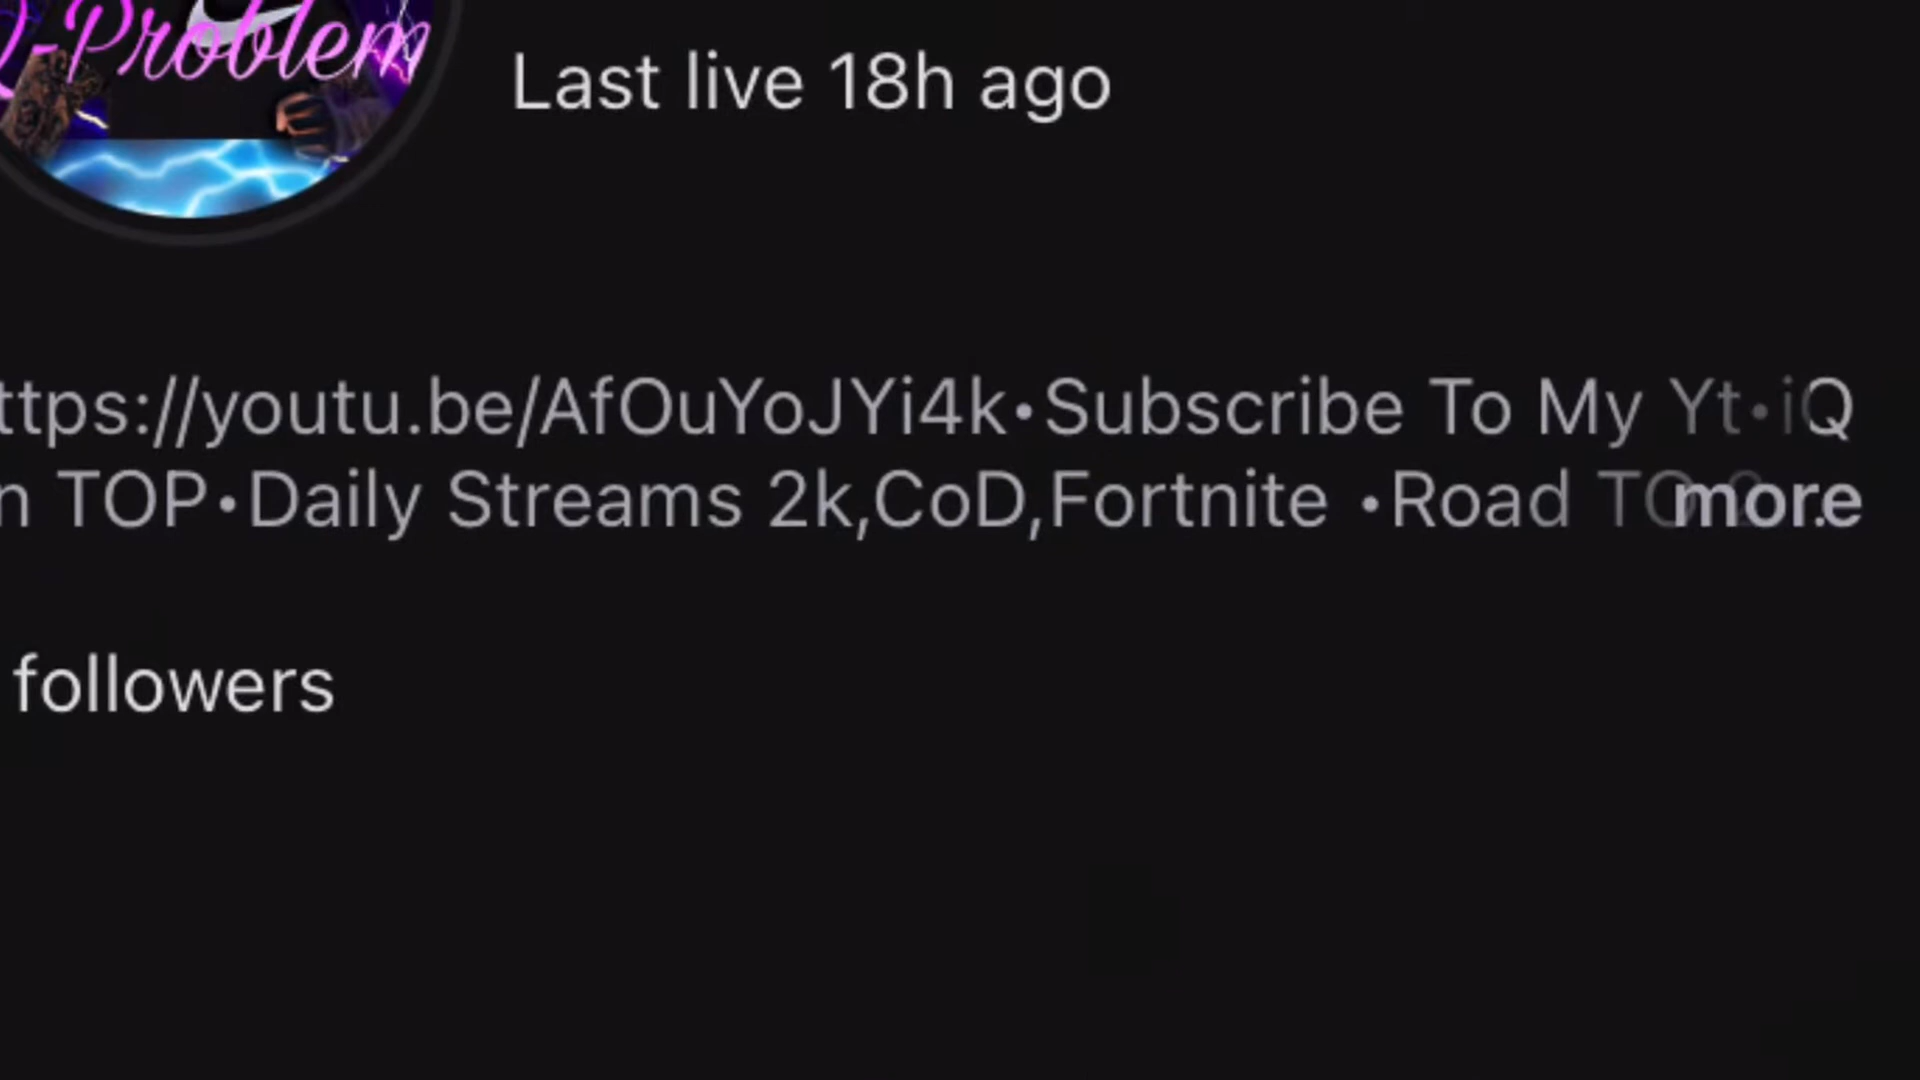 -Problem
Last live 18h ago
ttps://youtu.be/AfOuYoJYi4k•Subscribe To My Yt•iQ
n TOP•Daily Streams 2k,CoD,Fortnite •Road TO more
followers